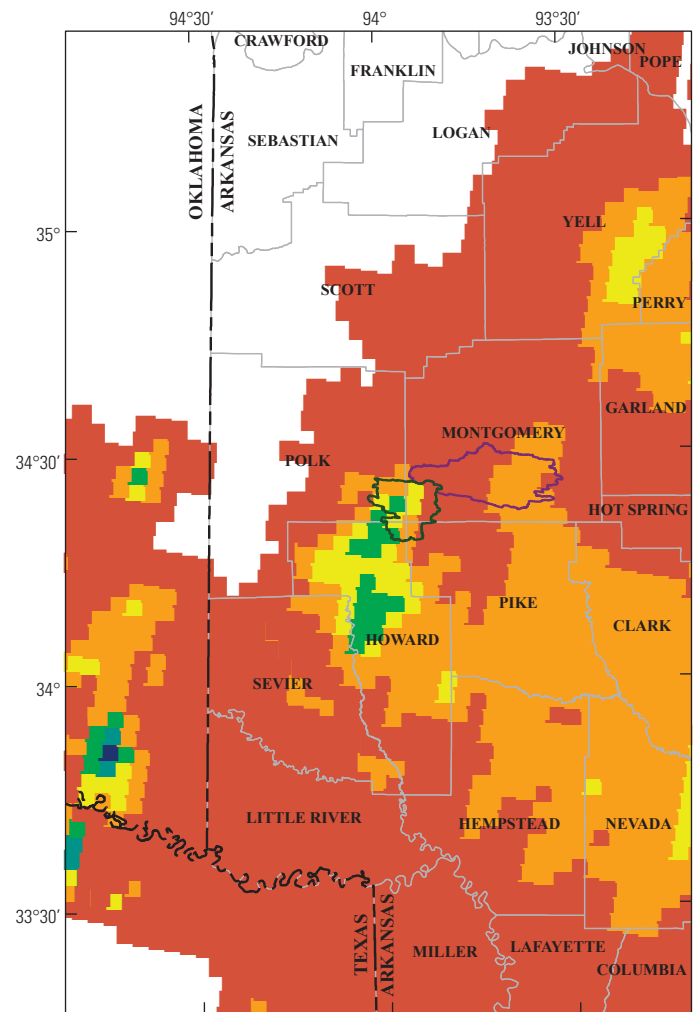 94°30′
94°
93°30′
CRAWFORD
JOHNSON
POPE
FRANKLIN
OKLAHOMA
ARKANSAS
SEBASTIAN
LOGAN
35°
YELL
SCOTT
PERRY
GARLAND
MONTGOMERY
34°30′
POLK
HOT SPRING
PIKE
CLARK
HOWARD
34°
SEVIER
LITTLE RIVER
HEMPSTEAD
NEVADA
33°30′
TEXAS
ARKANSAS
MILLER
LAFAYETTE
COLUMBIA